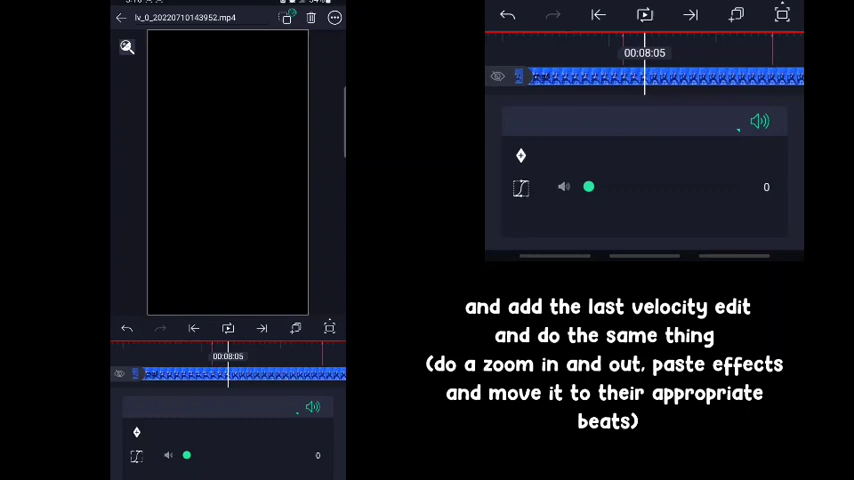 lv_0_20220710143952.mp4
00:08:05
0
00:08:05
0
and add the last velocity edit
and do the same thing
(do a zoom in and out, paste effects
and move it to their appropriate
beats)